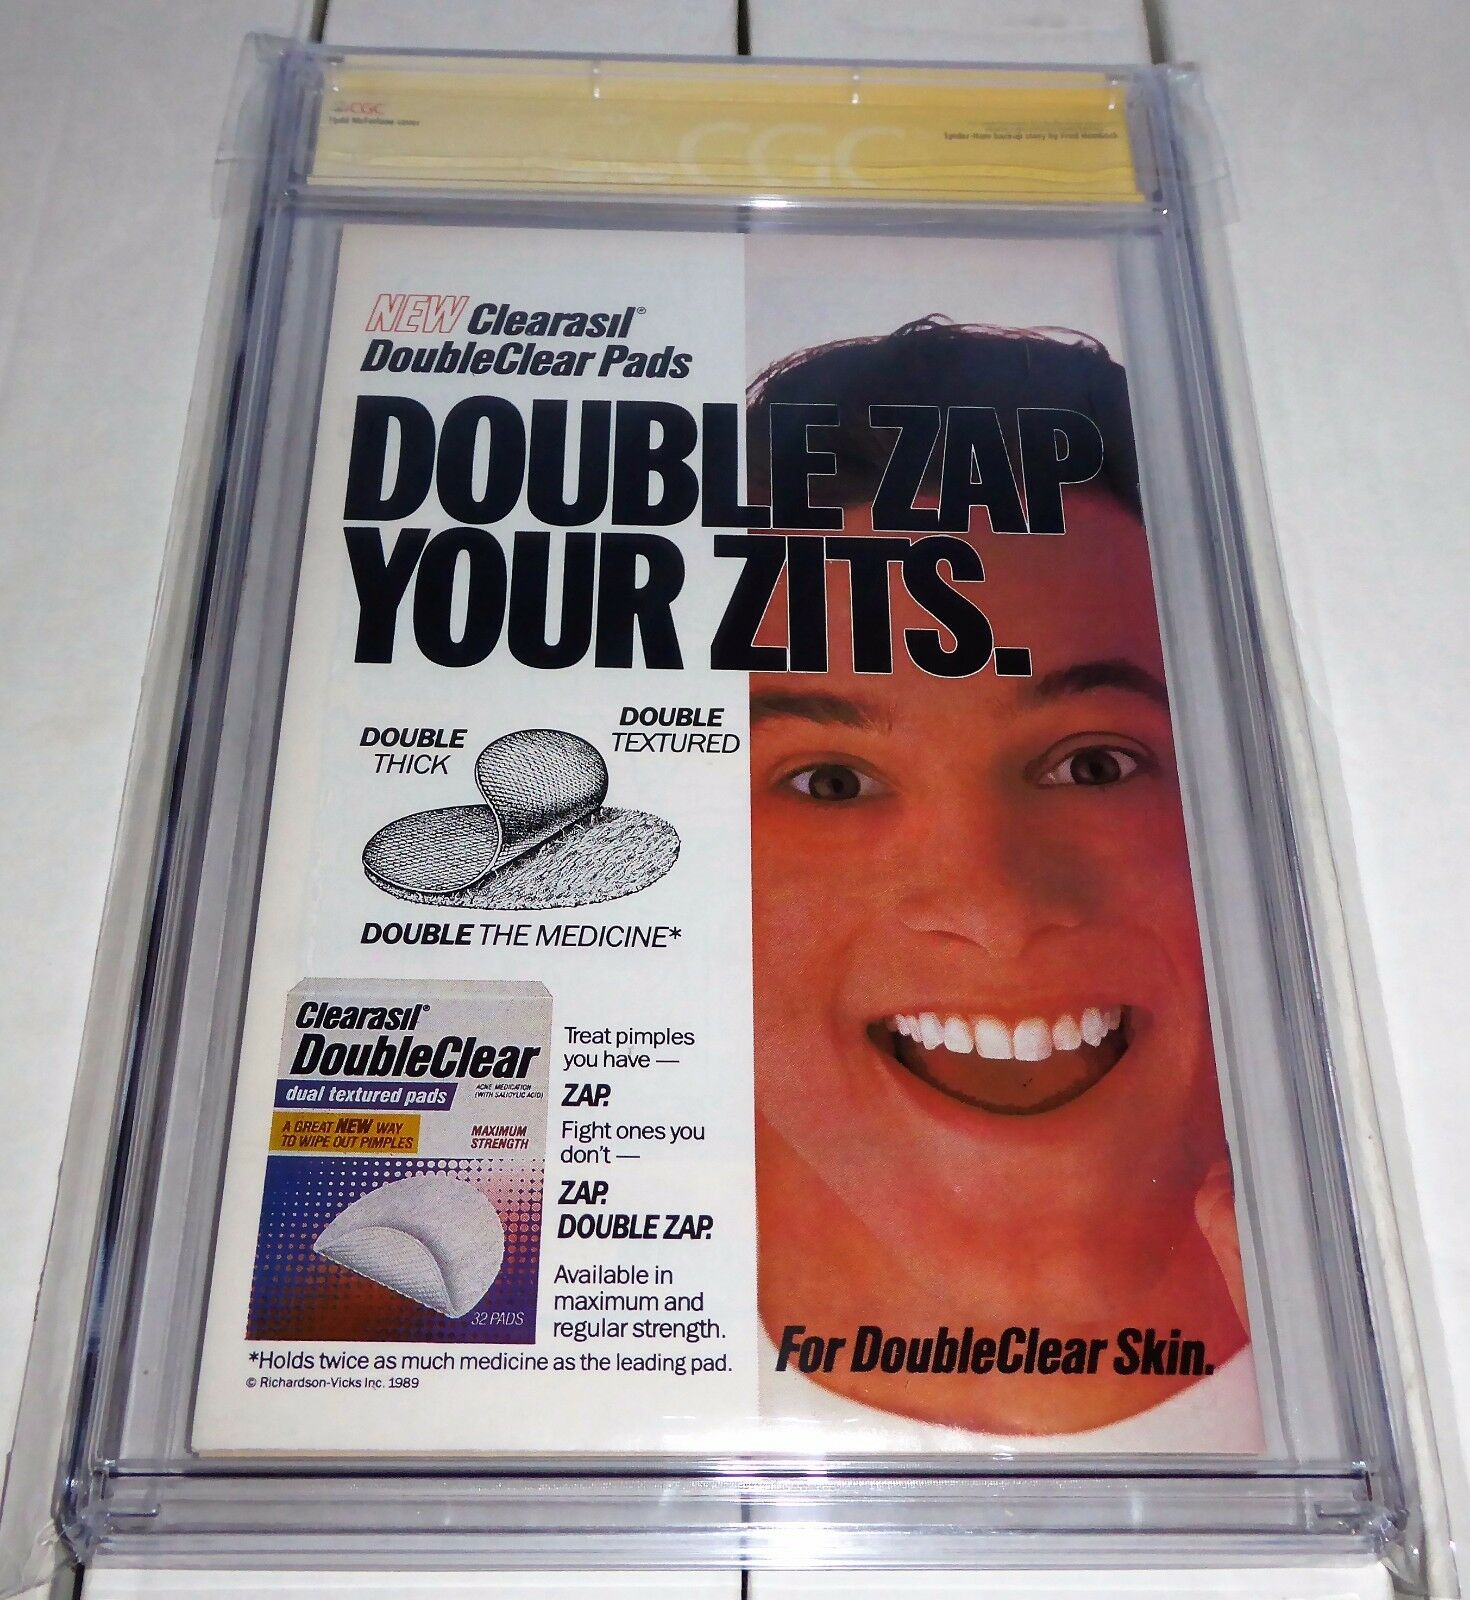 CGC
Todd McFarlane cover
CGC
Spider-Ham back-up story by Fred Hembeck
NEW Clearasil®
DoubleClear Pads
DOUBLE ZAP
YOUR ZITS.
DOUBLE
THICK
DOUBLE
TEXTURED
DOUBLE THE MEDICINE*
Clearasil®
DoubleClear
dual textured pads
ACNE MEDICATION
(WITH SALICYLIC ACID)
A GREAT NEW WAY
TO WIPE OUT PIMPLES
MAXIMUM
STRENGTH
32 PADS
Treat pimples
you have —
ZAP.
Fight ones you
don't —
ZAP.
DOUBLE ZAP.
Available in
maximum and
regular strength.
*Holds twice as much medicine as the leading pad.
© Richardson-Vicks Inc. 1989
For DoubleClear Skin.